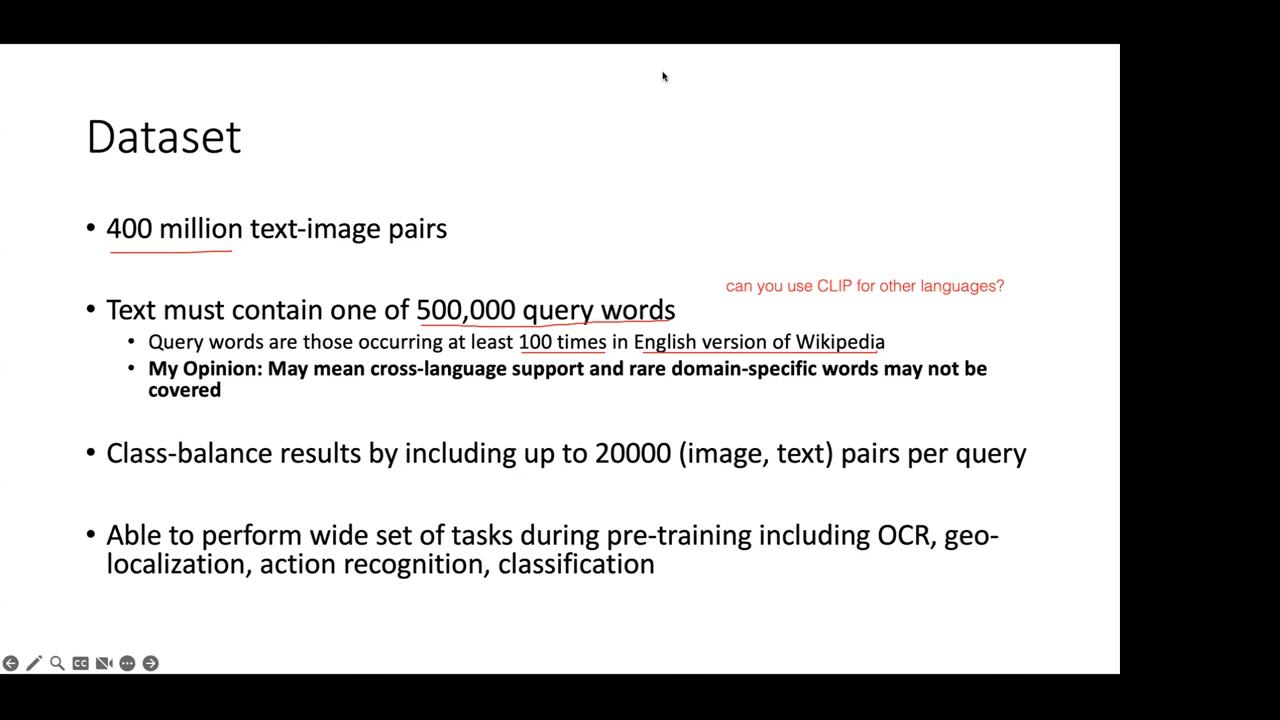 Dataset
• 400 million text-image pairs
can you use CLIP for other languages?
• Text must contain one of 500,000 query words
• Query words are those occurring at least 100 times in English version of Wikipedia
• My Opinion: May mean cross-language support and rare domain-specific words may not be
covered
• Class-balance results by including up to 20000 (image, text) pairs per query
• Able to perform wide set of tasks during pre-training including OCR, geo-
localization, action recognition, classification
CC